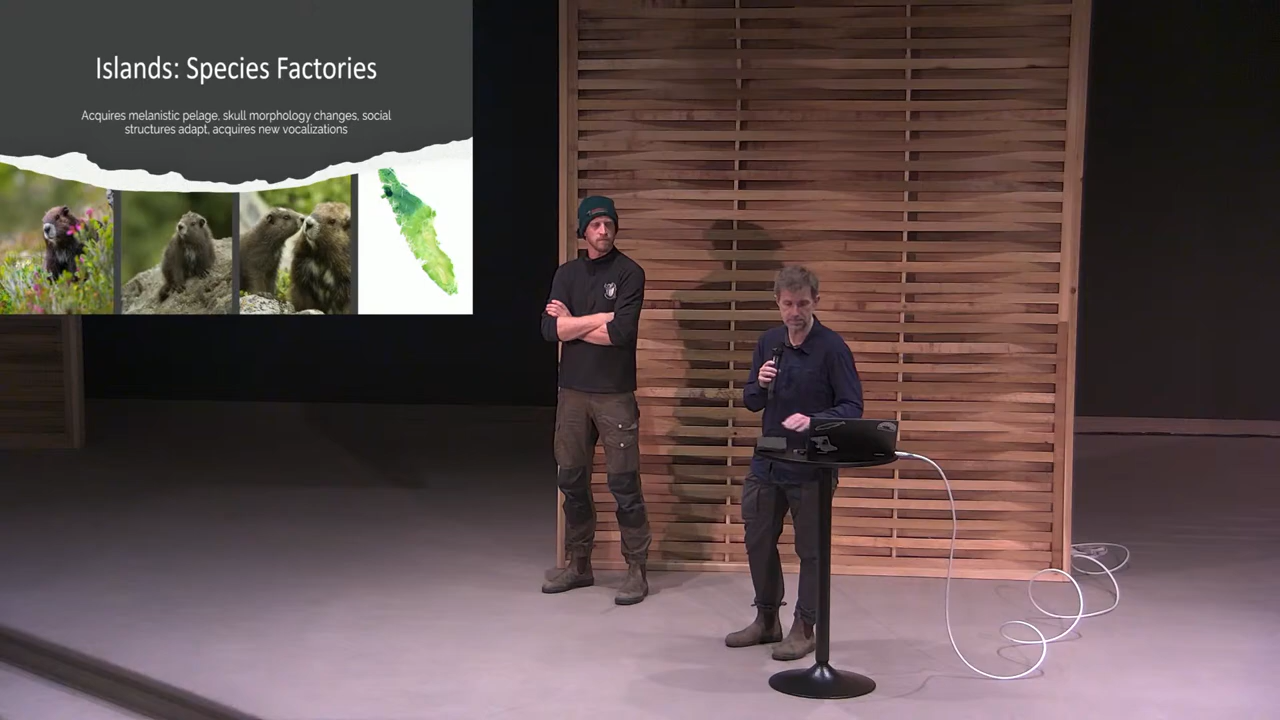 Islands: Species Factories
Acquires melanistic pelage, skull morphology changes, social
structures adapt, acquires new vocalizations